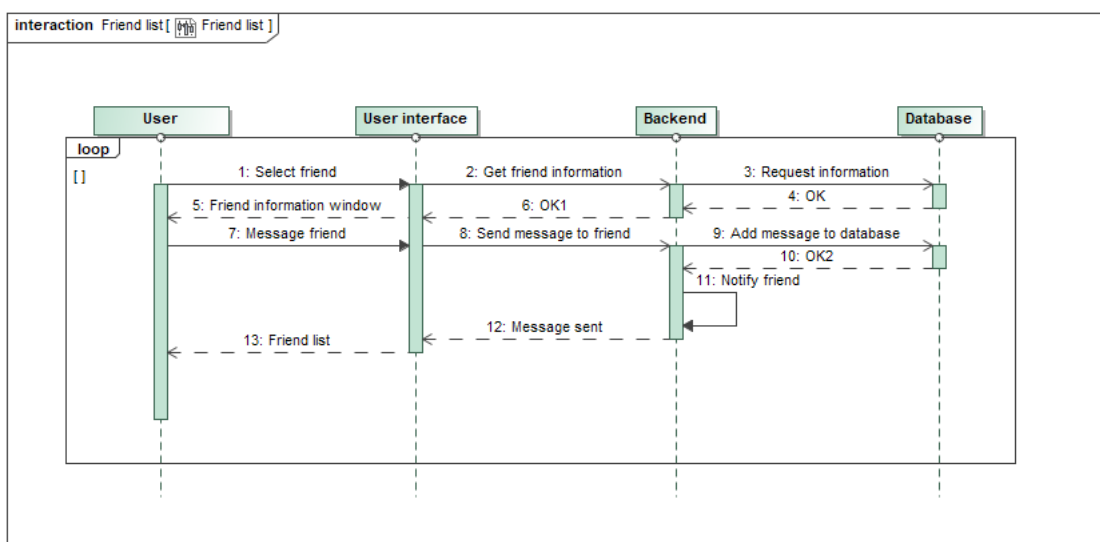 interaction Friend list [ Friend list ]
User
User interface
Backend
Database
loop
[ ]
1: Select friend
2: Get friend information
3: Request information
4: OK
5: Friend information window
6: OK1
7: Message friend
8: Send message to friend
9: Add message to database
10: OK2
11: Notify friend
12: Message sent
13: Friend list